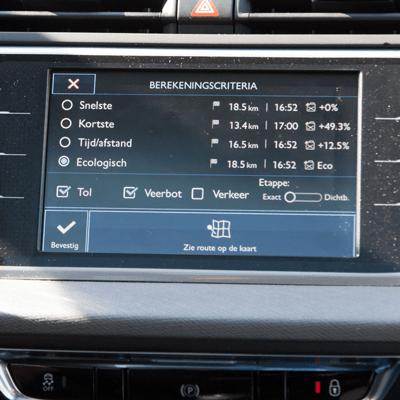 BEREKENINGSCRITERIA
Snelste 18.5 km | 16:52 +0%
Kortste 13.4 km | 17:00 +49.3%
Tijd/afstand 16.5 km | 16:52 +12.5%
Ecologisch 18.5 km | 16:52 Eco
Etappe:
Tol Veerbot Verkeer Exact Dichtb.
Bevestig Zie route op de kaart
OFF